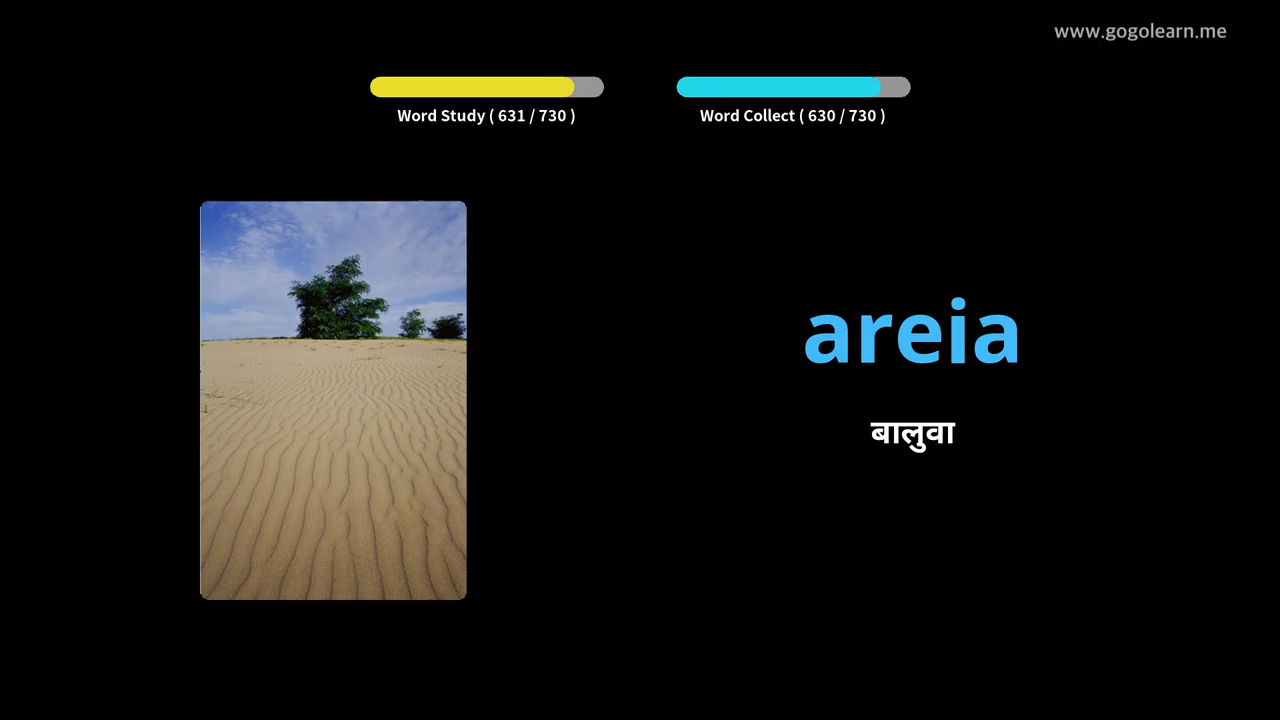 www.gogolearn.me
Word Study ( 631 / 730 )
Word Collect ( 630 / 730 )
areia
बालुवा